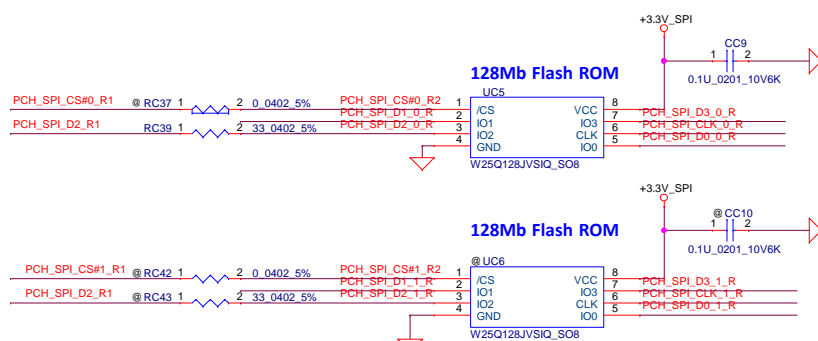 +3.3V_SPI
CC9
1 2
0.1U_0201_10V6K
128Mb Flash ROM
UC5
PCH_SPI_CS#0_R1 @ RC37 1 2 0_0402_5% PCH_SPI_CS#0_R2 1 /CS VCC 8
PCH_SPI_D1_0_R 2 IO1 IO3 7 PCH_SPI_D3_0_R
PCH_SPI_D2_R1 RC39 1 2 33_0402_5% PCH_SPI_D2_0_R 3 IO2 CLK 6 PCH_SPI_CLK_0_R
4 GND IO0 5 PCH_SPI_D0_0_R
W25Q128JVSIQ_SO8
+3.3V_SPI
@ CC10
1 2
0.1U_0201_10V6K
128Mb Flash ROM
@ UC6
PCH_SPI_CS#1_R1 @ RC42 1 2 0_0402_5% PCH_SPI_CS#1_R2 1 /CS VCC 8
PCH_SPI_D1_1_R 2 IO1 IO3 7 PCH_SPI_D3_1_R
PCH_SPI_D2_R1 @ RC43 1 2 33_0402_5% PCH_SPI_D2_1_R 3 IO2 CLK 6 PCH_SPI_CLK_1_R
4 GND IO0 5 PCH_SPI_D0_1_R
W25Q128JVSIQ_SO8